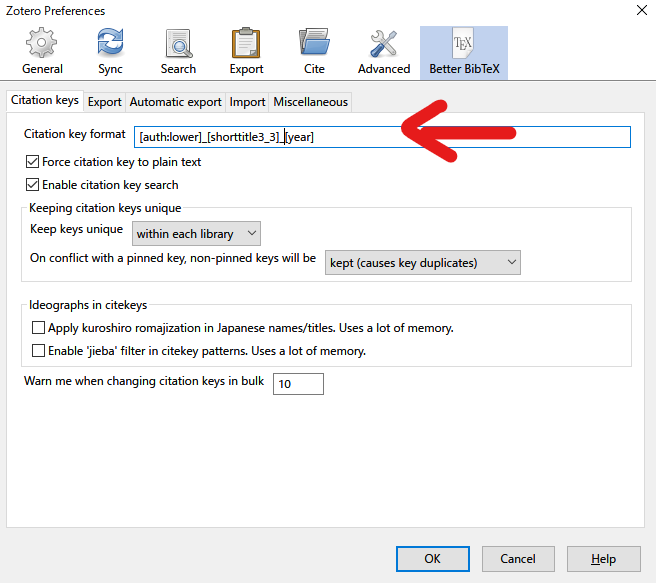 Zotero Preferences
General Sync Search Export Cite Advanced Better BibTeX
Citation keys Export Automatic export Import Miscellaneous
Citation key format [auth:lower]_[shorttitle3_3]_[year]
Force citation key to plain text
Enable citation key search
Keeping citation keys unique
Keep keys unique within each library
On conflict with a pinned key, non-pinned keys will be kept (causes key duplicates)
Ideographs in citekeys
Apply kuroshiro romajization in Japanese names/titles. Uses a lot of memory.
Enable 'jieba' filter in citekey patterns. Uses a lot of memory.
Warn me when changing citation keys in bulk 10
OK Cancel Help